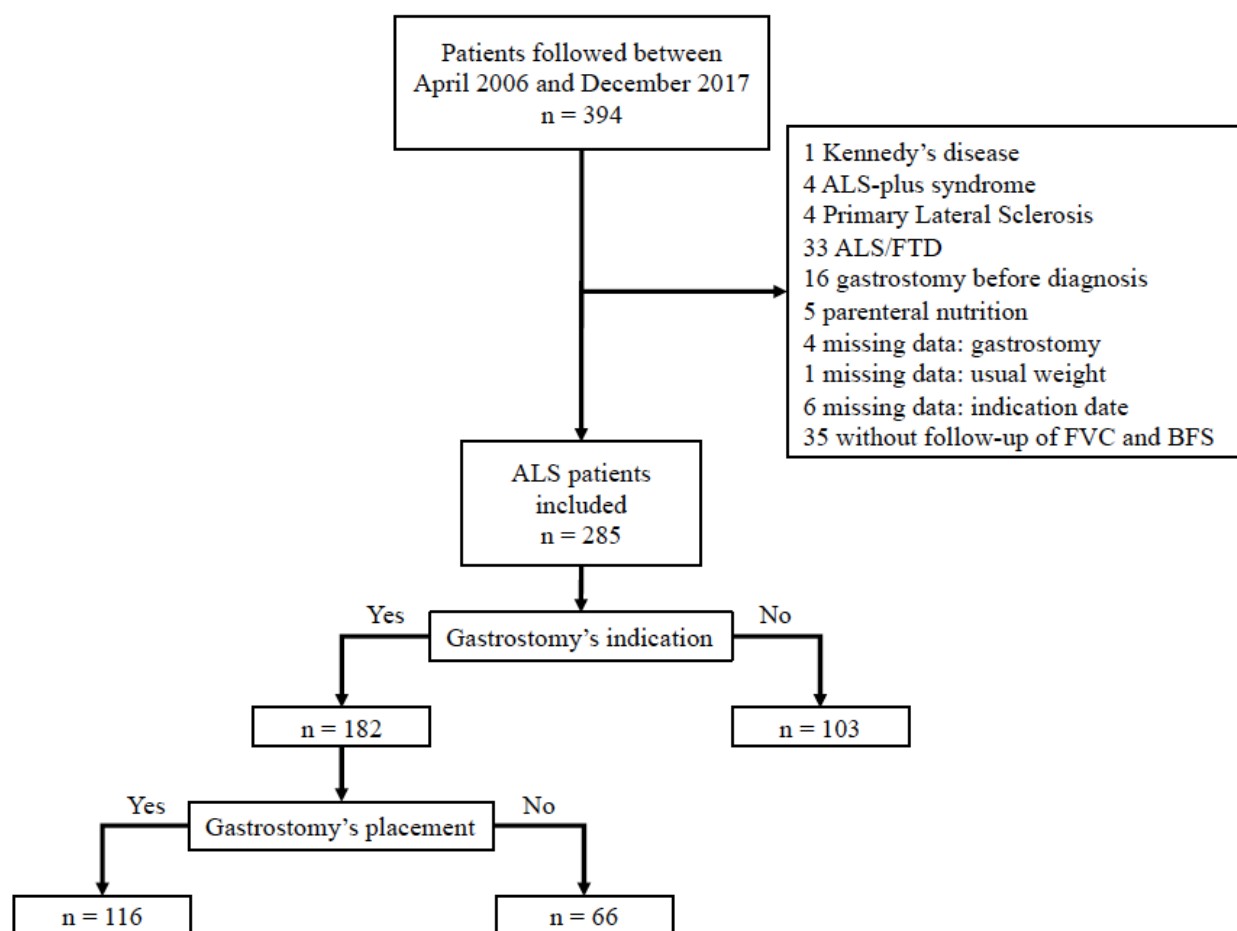 Patients followed between
April 2006 and December 2017
n = 394
1 Kennedy’s disease
4 ALS-plus syndrome
4 Primary Lateral Sclerosis
33 ALS/FTD
16 gastrostomy before diagnosis
5 parenteral nutrition
4 missing data: gastrostomy
1 missing data: usual weight
6 missing data: indication date
35 without follow-up of FVC and BFS
ALS patients
included
n = 285
Yes
No
Gastrostomy’s indication
n = 182
n = 103
Yes
No
Gastrostomy’s placement
n = 116
n = 66